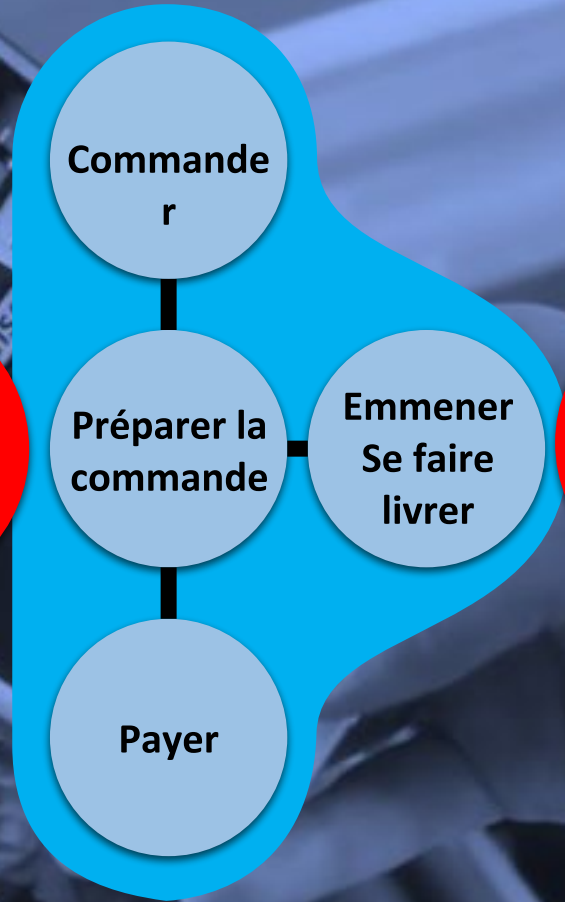 Commande
r
Préparer la
commande
Emmener
Se faire
livrer
Payer